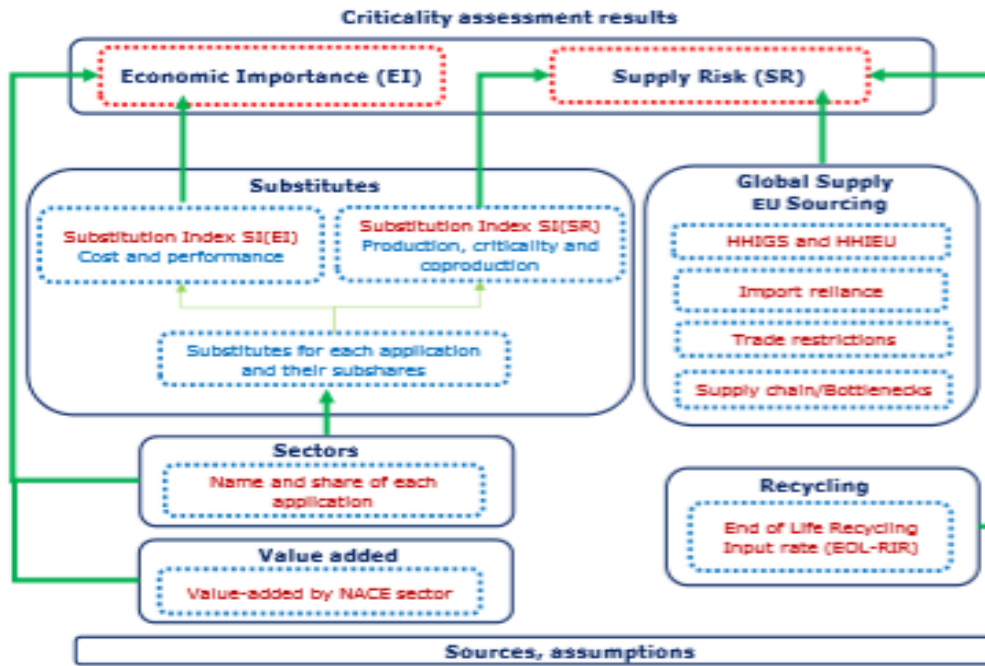 Criticality assessment results
Economic Importance (EI)
Supply Risk (SR)
Substitutes
Substitution Index SI(EI)
Cost and performance
Substitution Index SI(SR)
Production, criticality and
coproduction
Substitutes for each application
and their subshares
Global Supply
EU Sourcing
HHIGS and HHIEU
Import reliance
Trade restrictions
Supply chain/Bottlenecks
Sectors
Name and share of each
application
Value added
Value-added by NACE sector
Recycling
End of Life Recycling
Input rate (EOL-RIR)
Sources, assumptions